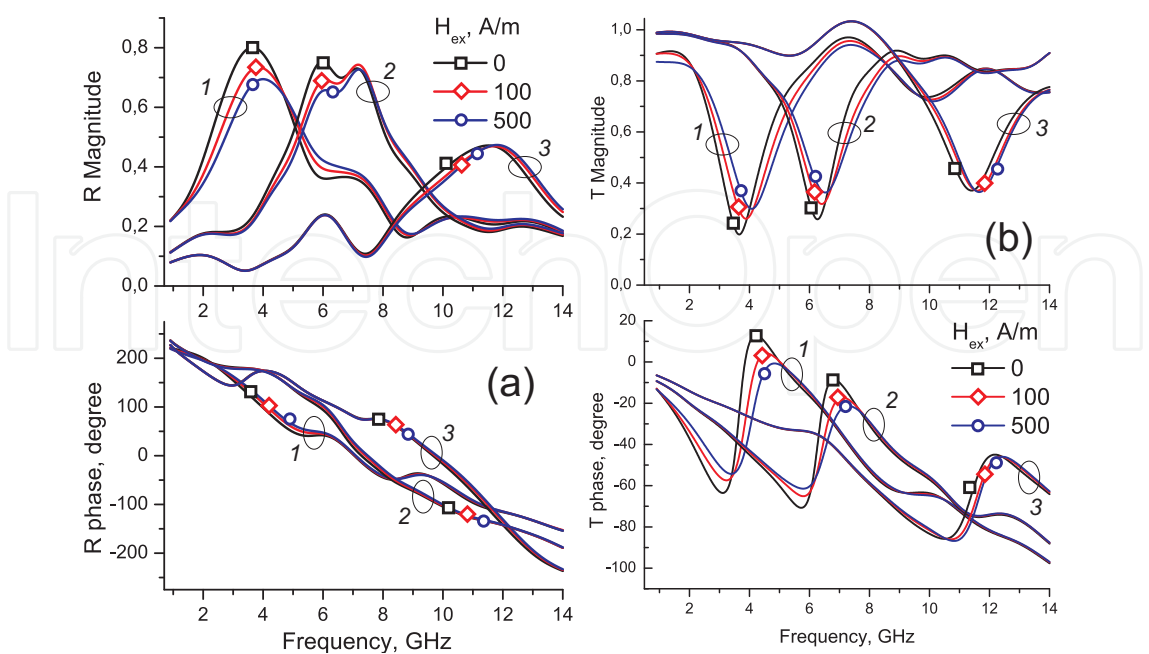 R Magnitude
0,8
0,6
0,4
0,2
0,0
H_ex, A/m
0
100
500
1
2
3
2 4 6 8 10 12 14
T Magnitude
1,0
0,8
0,6
0,4
0,2
0,0
1
2
3
(b)
2 4 6 8 10 12 14
IntechOpen
R phase, degree
200
100
0
-100
-200
(a)
1
2
3
2 4 6 8 10 12 14
Frequency, GHz
T phase, degree
20
0
-20
-40
-60
-80
-100
H_ex, A/m
0
100
500
1
2
3
2 4 6 8 10 12 14
Frequency, GHz